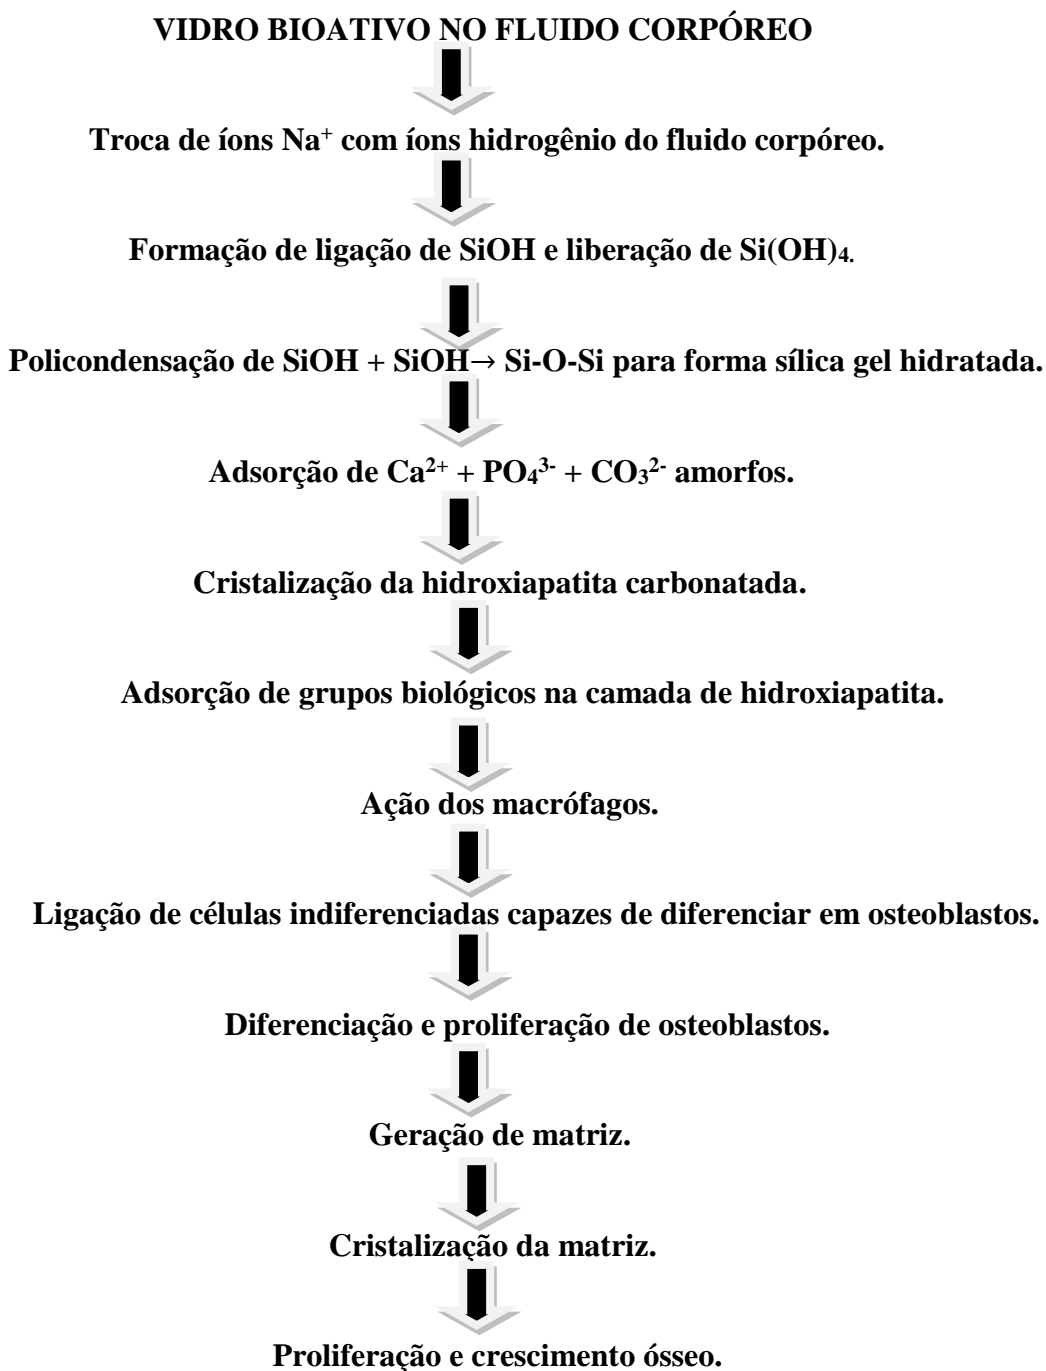 VIDRO BIOATIVO NO FLUIDO CORPÓREO
Troca de íons Na⁺ com íons hidrogênio do fluido corpóreo.
Formação de ligação de SiOH e liberação de Si(OH)₄.
Policondensação de SiOH + SiOH→ Si-O-Si para forma sílica gel hidratada.
Adsorção de Ca²⁺ + PO₄³⁻ + CO₃²⁻ amorfos.
Cristalização da hidroxiapatita carbonatada.
Adsorção de grupos biológicos na camada de hidroxiapatita.
Ação dos macrófagos.
Ligação de células indiferenciadas capazes de diferenciar em osteoblastos.
Diferenciação e proliferação de osteoblastos.
Geração de matriz.
Cristalização da matriz.
Proliferação e crescimento ósseo.